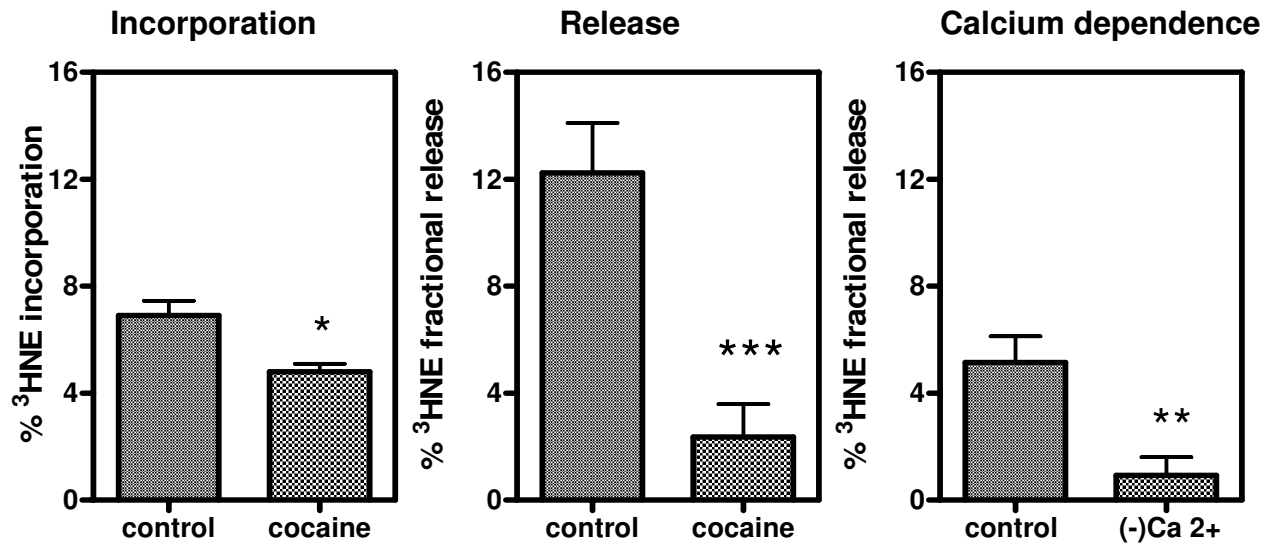 Incorporation
% ³HNE incorporation
16
12
8
4
0
*
control
cocaine
Release
% ³HNE fractional release
16
12
8
4
0
***
control
cocaine
Calcium dependence
% ³HNE fractional release
16
12
8
4
0
**
control
(-)Ca 2+